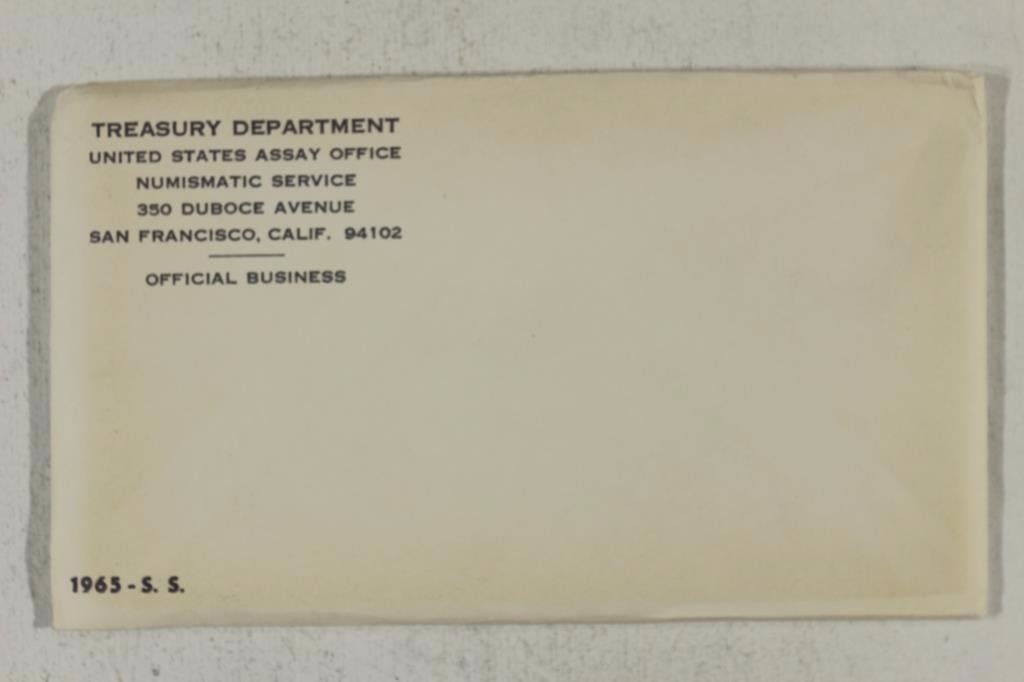 TREASURY DEPARTMENT
UNITED STATES ASSAY OFFICE
NUMISMATIC SERVICE
350 DUBOCE AVENUE
SAN FRANCISCO, CALIF. 94102
OFFICIAL BUSINESS
1965 - S. S.